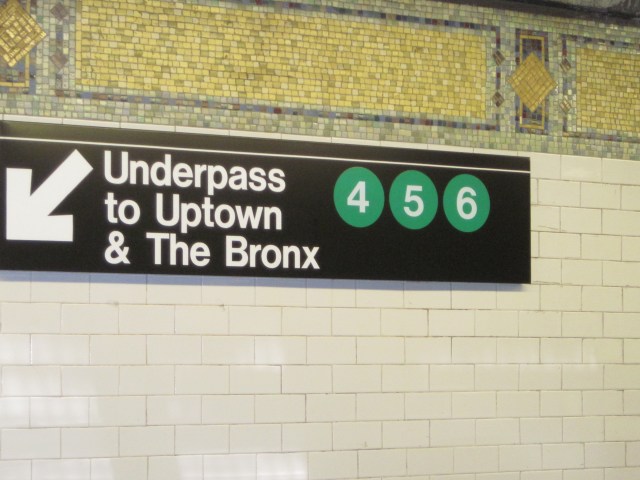 Underpass
to Uptown
& The Bronx
4 5 6